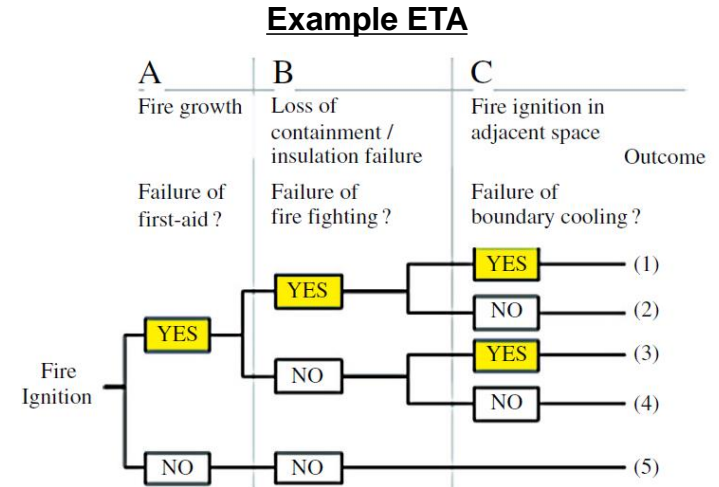 Example ETA
A B C
Fire growth
Loss of
containment /
insulation failure
Fire ignition in
adjacent space
Outcome
Failure of
first-aid ?
Failure of
fire fighting ?
Failure of
boundary cooling ?
YES (1)
YES
NO (2)
YES
YES (3)
NO
NO (4)
Fire
Ignition
NO NO (5)